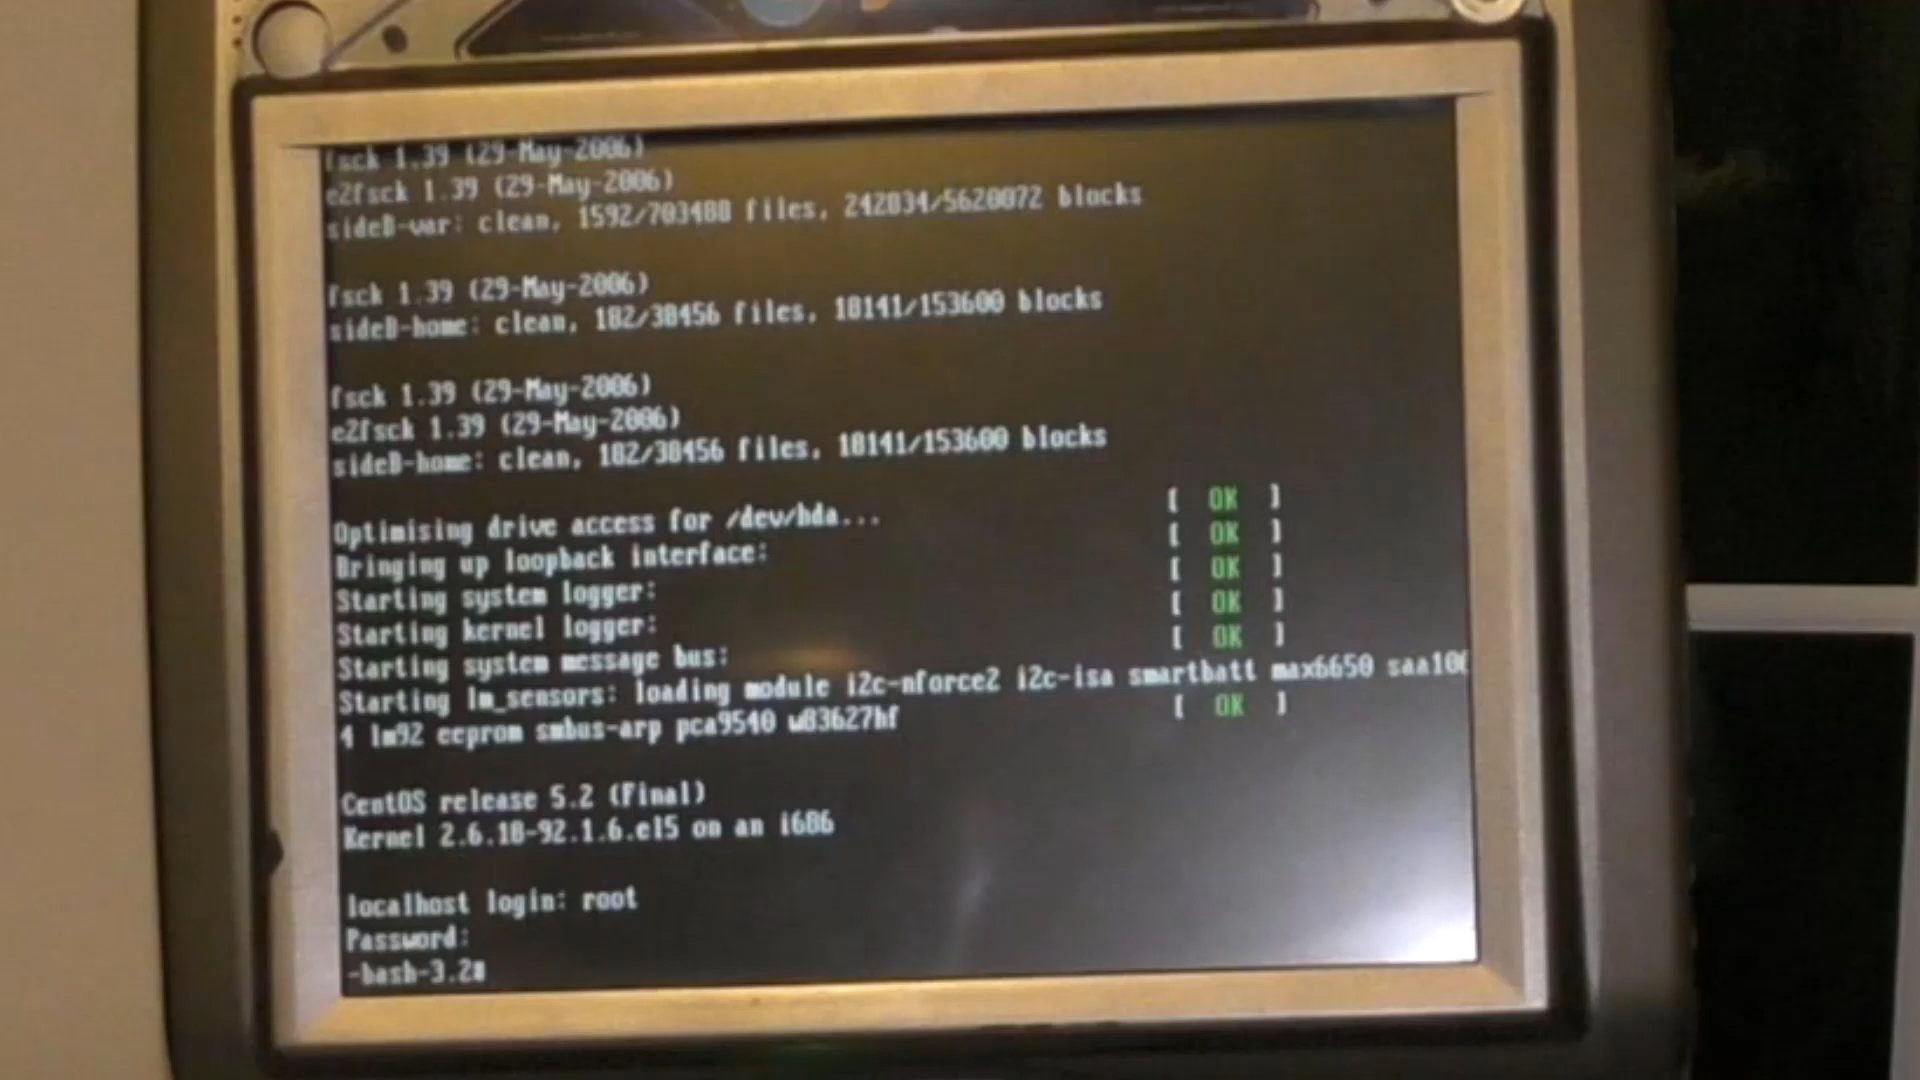 fsck 1.39 (29-May-2006)
e2fsck 1.39 (29-May-2006)
sideB-var: clean, 1592/703488 files, 242834/5620072 blocks
fsck 1.39 (29-May-2006)
sideB-home: clean, 182/38456 files, 18141/153600 blocks
fsck 1.39 (29-May-2006)
e2fsck 1.39 (29-May-2006)
sideB-home: clean, 182/38456 files, 18141/153600 blocks
Optimising drive access for /dev/hda... [ OK ]
Bringing up loopback interface: [ OK ]
Starting system logger: [ OK ]
Starting kernel logger: [ OK ]
Starting system message bus: [ OK ]
Starting lm_sensors: loading module i2c-nforce2 i2c-isa smartbatt max6650 saa106
4 lm92 eeprom smbus-arp pca9540 w83627hf [ OK ]
CentOS release 5.2 (Final)
Kernel 2.6.18-92.1.6.el5 on an i686
localhost login: root
Password:
-bash-3.2#